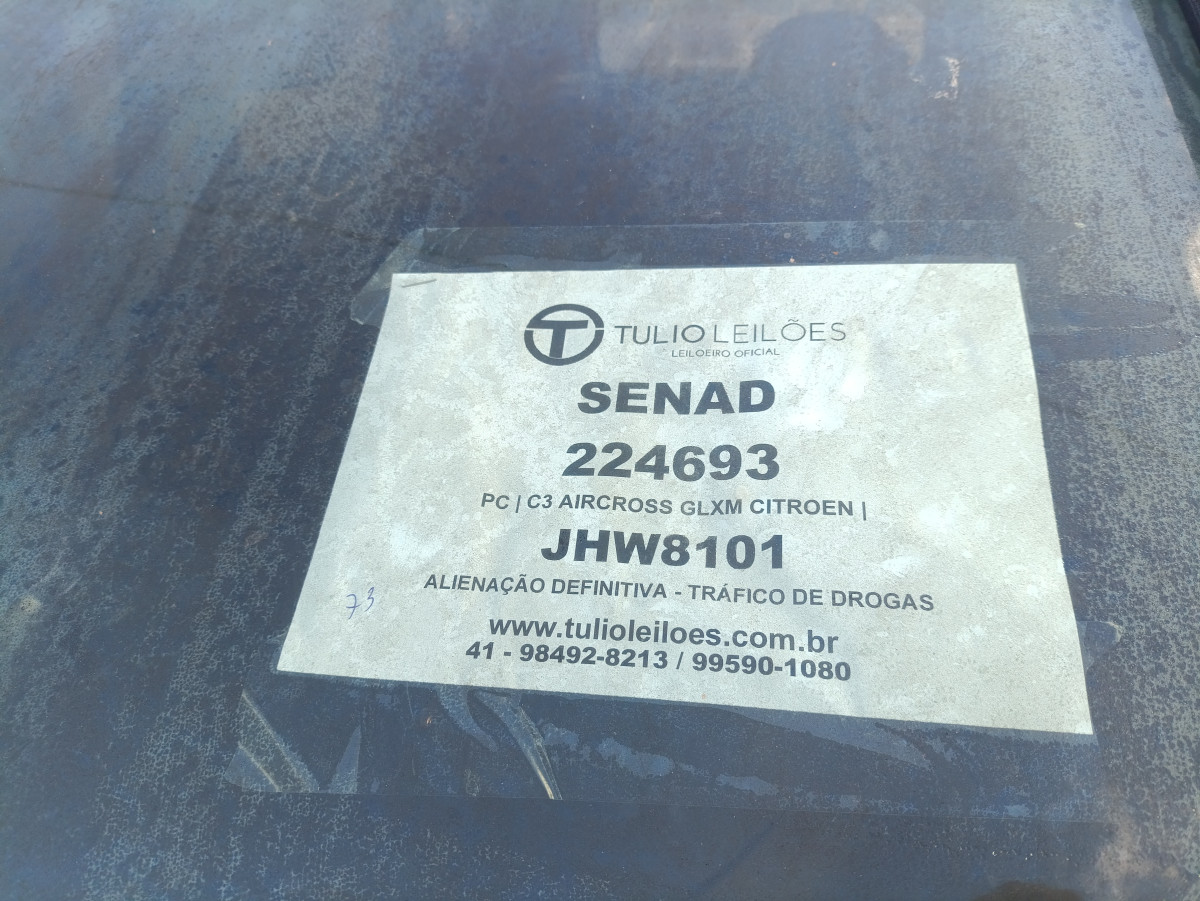 TULIO LEILÕES
LEILOEIRO OFICIAL
SENAD
224693
PC | C3 AIRCROSS GLXM CITROEN |
JHW8101
ALIENAÇÃO DEFINITIVA - TRÁFICO DE DROGAS
73
www.tulioleiloes.com.br
41 - 98492-8213 / 99590-1080